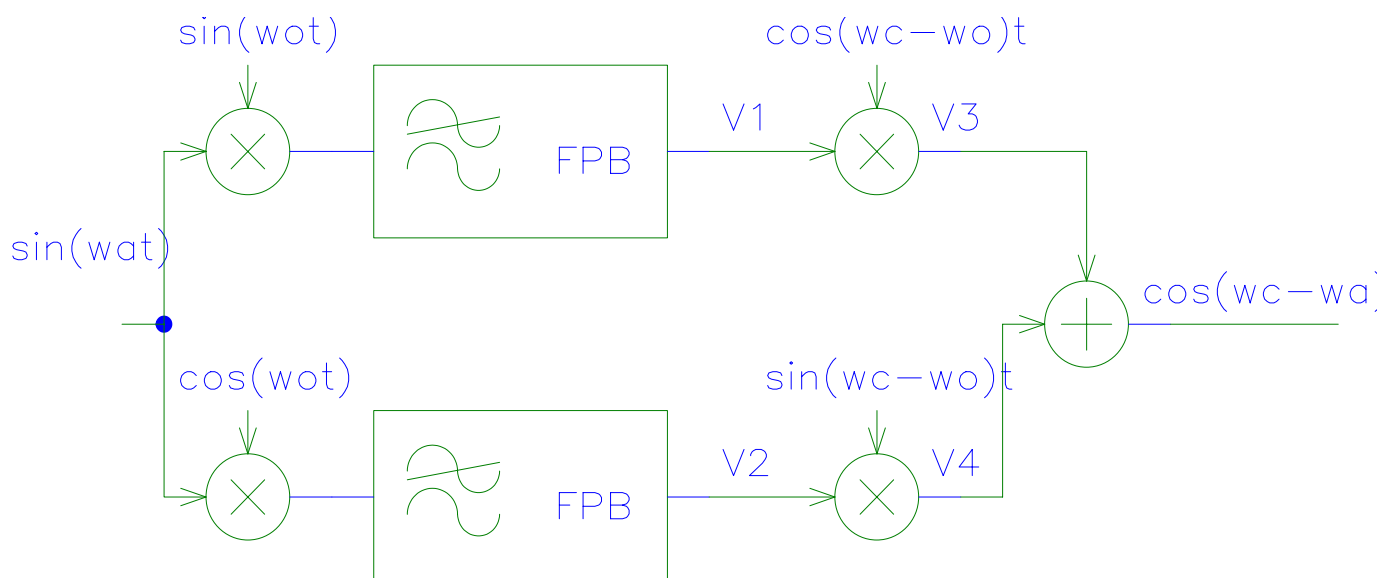 sin(wot)
cos(wc-wo)t
V1
V3
FPB
sin(wat)
cos(wc-wa)
cos(wot)
sin(wc-wo)t
V2
V4
FPB